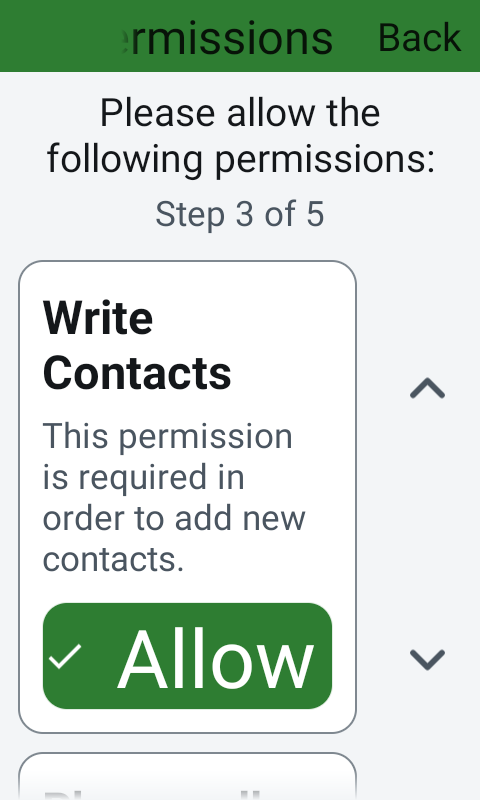 Permissions Back
Please allow the
following permissions:
Step 3 of 5
Write
Contacts
This permission
is required in
order to add new
contacts.
Allow